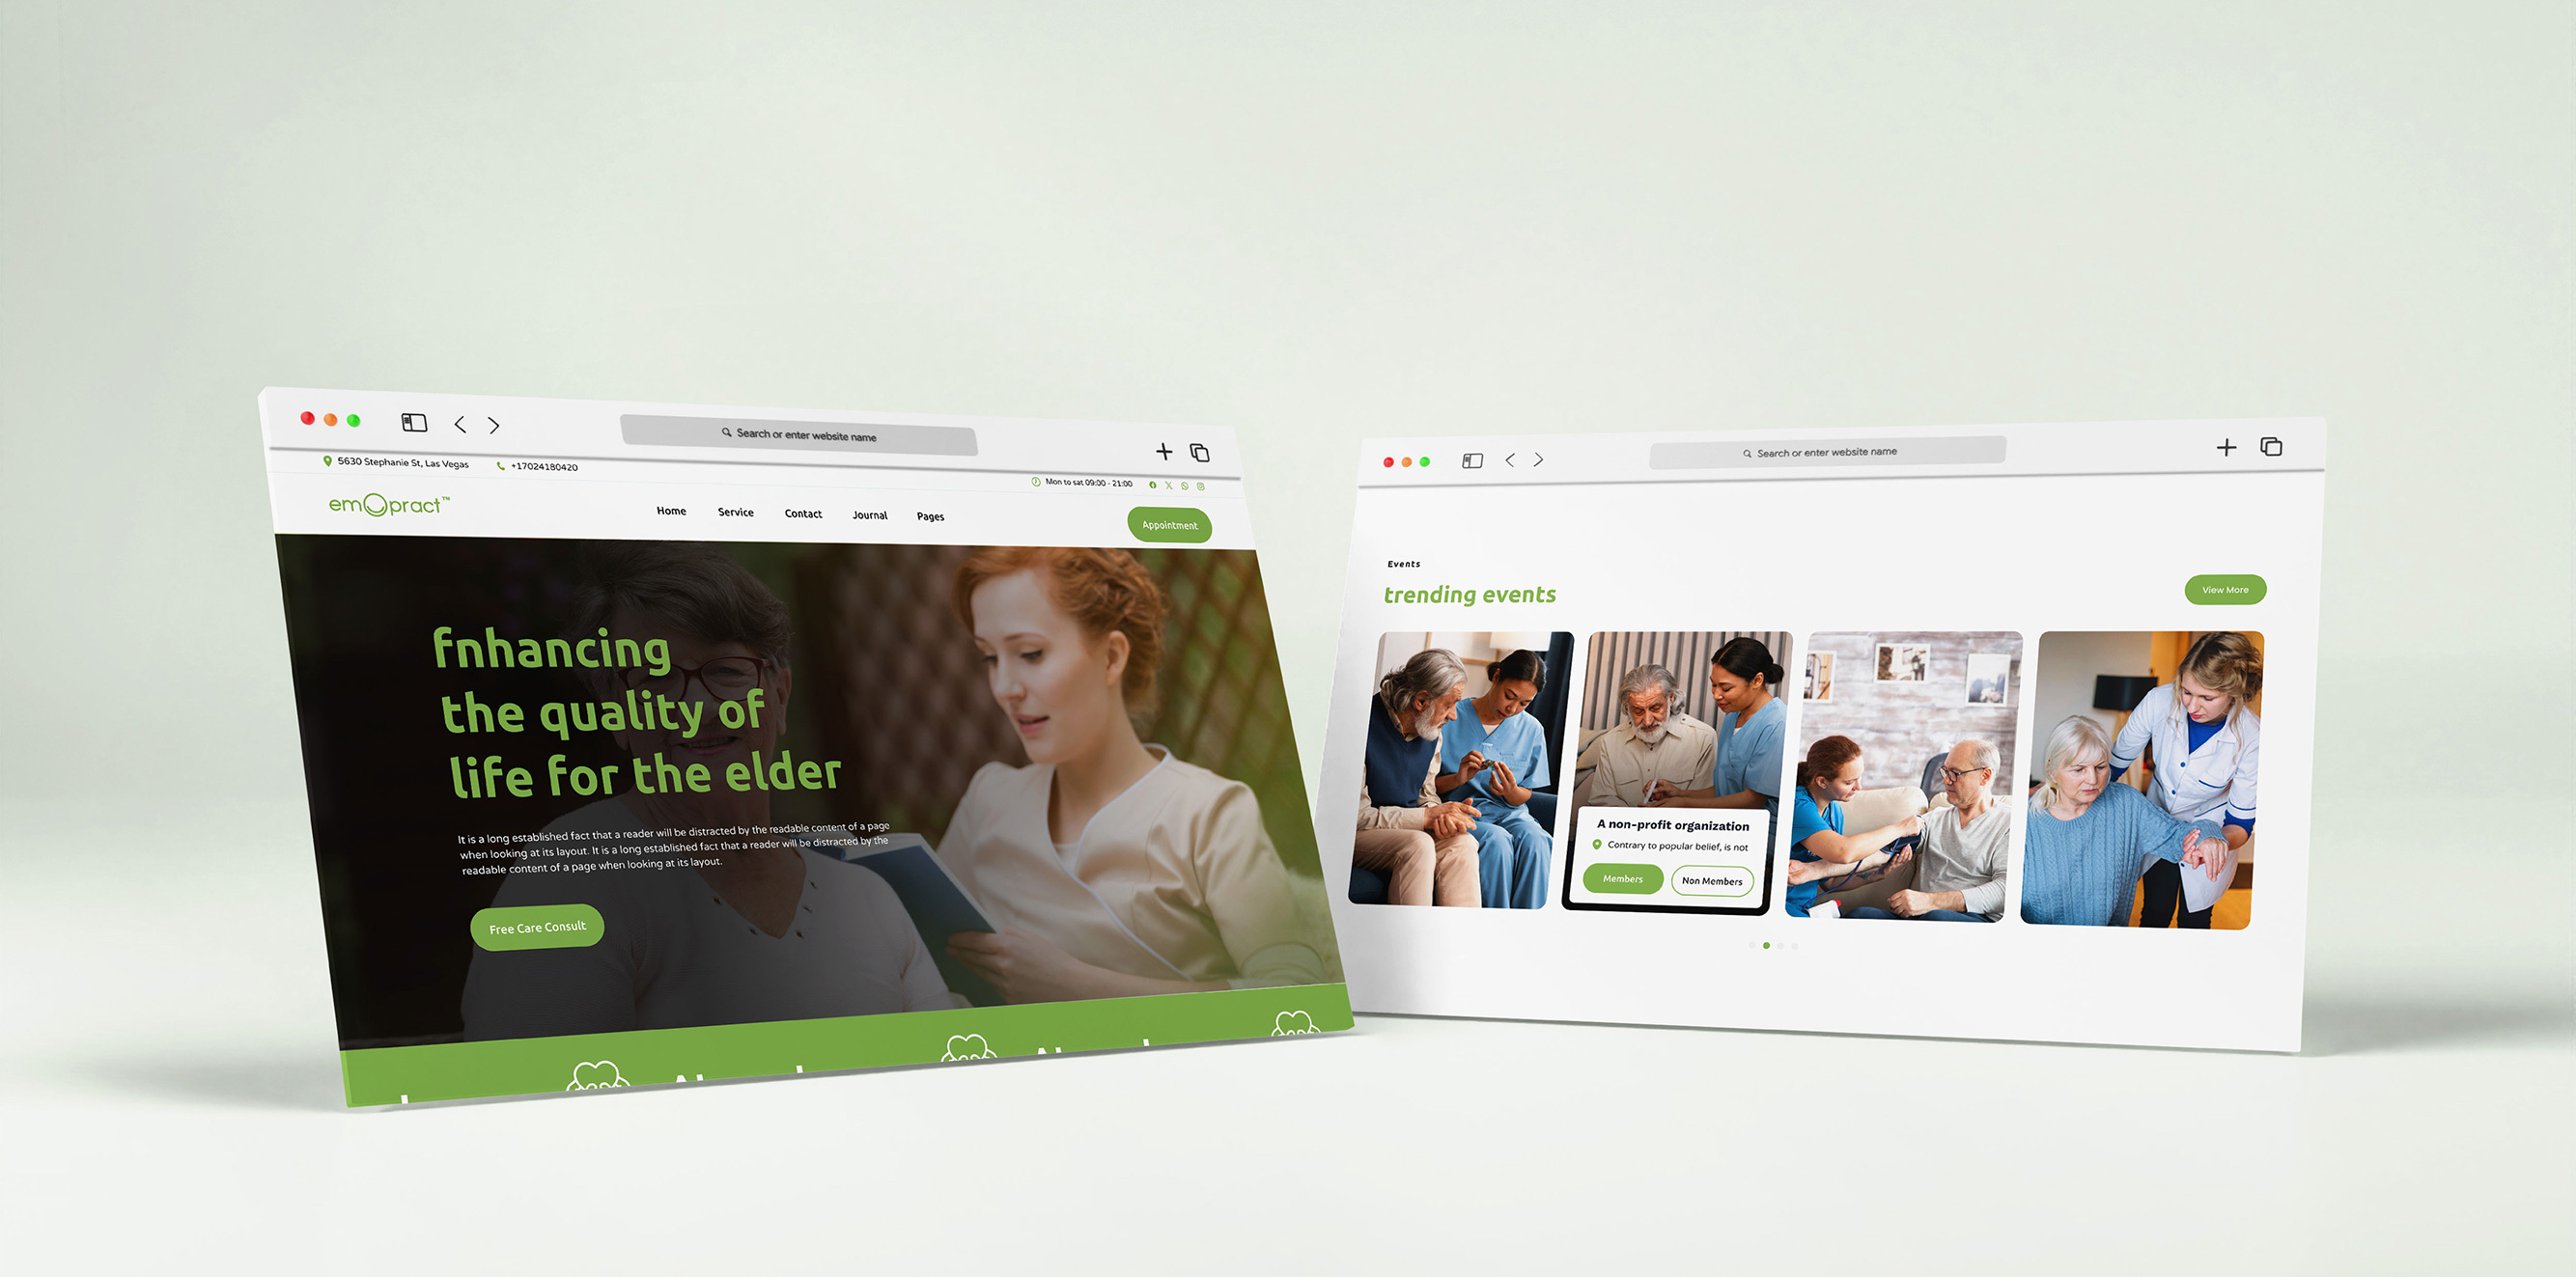 Search or enter website name
5630 Stephanie St, Las Vegas
+17024180420
Mon to sat 09:00 - 21:00
emopract™
Home
Service
Contact
Journal
Pages
Appointment
fnhancing
the quality of
life for the elder
It is a long established fact that a reader will be distracted by the readable content of a page
when looking at its layout. It is a long established fact that a reader will be distracted by the
readable content of a page when looking at its layout.
Free Care Consult
Search or enter website name
Events
trending events
View More
A non-profit organization
Contrary to popular belief, is not
Members
Non Members